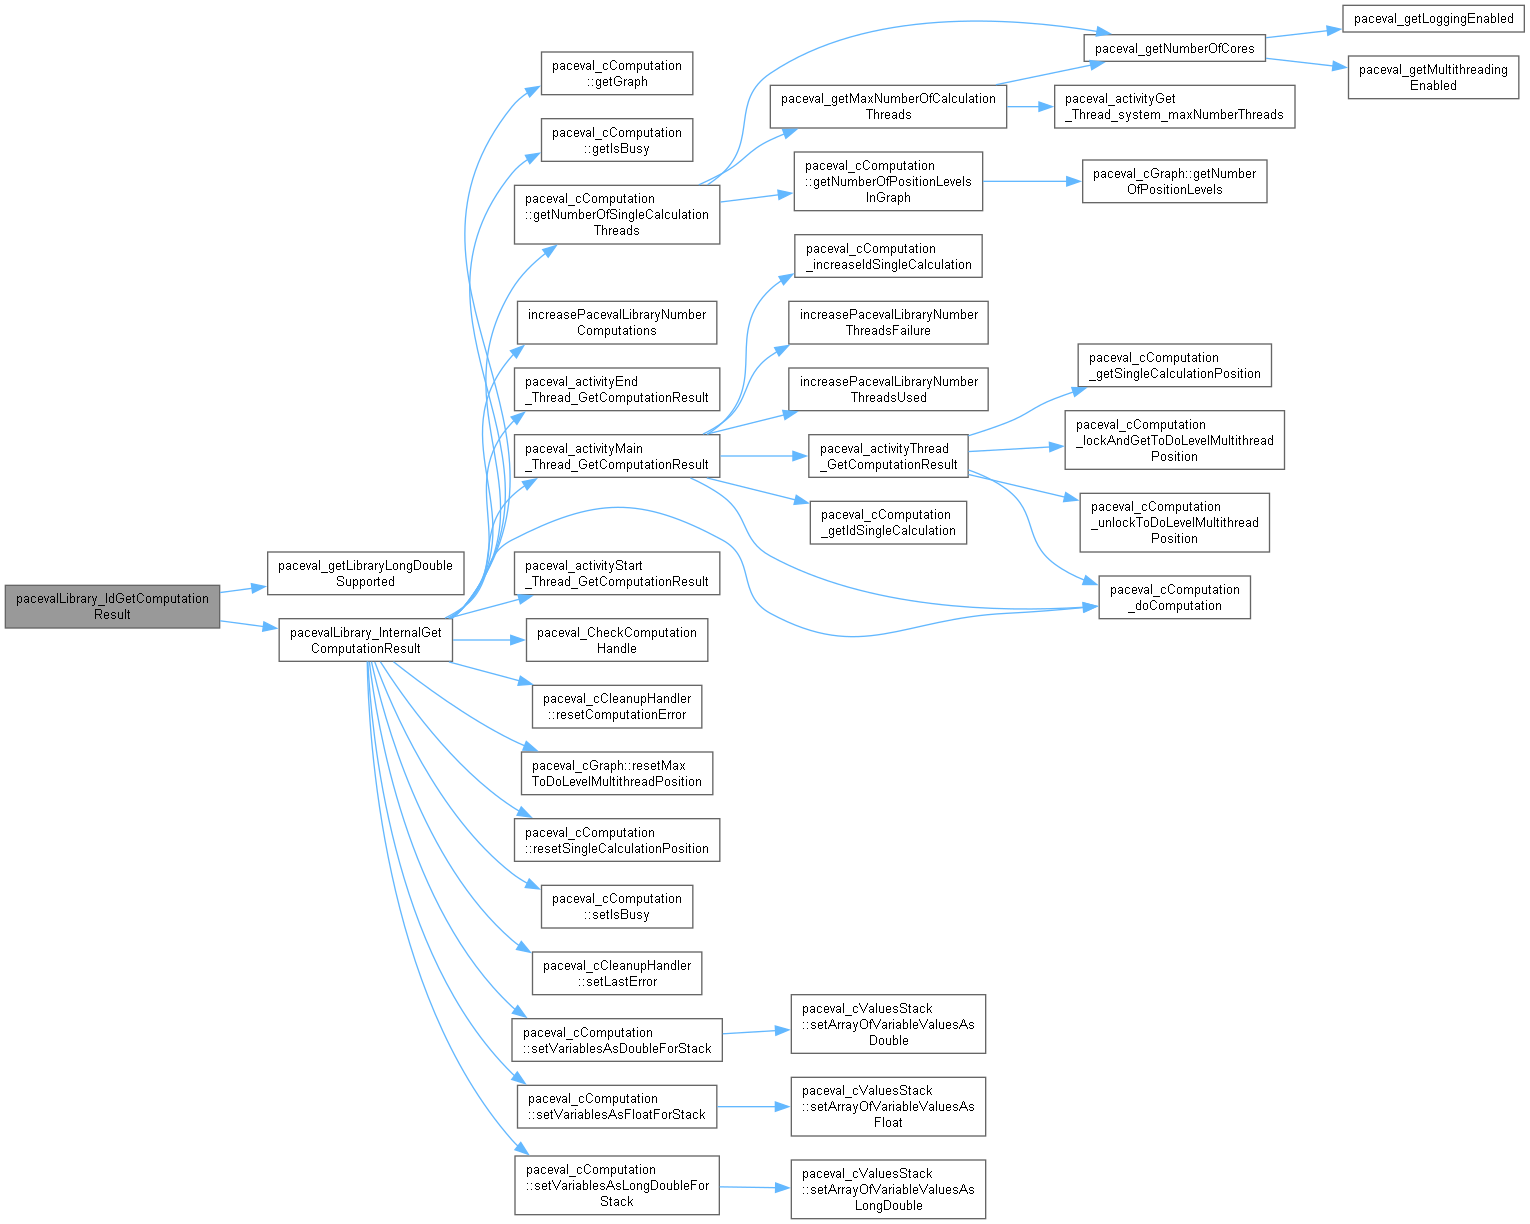 pacevalLibrary_IdGetComputation
Result
paceval_getLibraryLongDouble
Supported
pacevalLibrary_InternalGet
ComputationResult
paceval_cComputation
::getGraph
paceval_cComputation
::getIsBusy
paceval_cComputation
::getNumberOfSingleCalculation
Threads
increasePacevalLibraryNumber
Computations
paceval_activityEnd
_Thread_GetComputationResult
paceval_activityMain
_Thread_GetComputationResult
paceval_activityStart
_Thread_GetComputationResult
paceval_CheckComputation
Handle
paceval_cCleanupHandler
::resetComputationError
paceval_cGraph::resetMax
ToDoLevelMultithreadPosition
paceval_cComputation
::resetSingleCalculationPosition
paceval_cComputation
::setIsBusy
paceval_cCleanupHandler
::setLastError
paceval_cComputation
::setVariablesAsDoubleForStack
paceval_cComputation
::setVariablesAsFloatForStack
paceval_cComputation
::setVariablesAsLongDoubleFor
Stack
paceval_getMaxNumberOfCalculation
Threads
paceval_cComputation
::getNumberOfPositionLevels
InGraph
paceval_cComputation
_increaseIdSingleCalculation
increasePacevalLibraryNumber
ThreadsFailure
increasePacevalLibraryNumber
ThreadsUsed
paceval_activityThread
_GetComputationResult
paceval_cComputation
_getIdSingleCalculation
paceval_cValuesStack
::setArrayOfVariableValuesAs
Double
paceval_cValuesStack
::setArrayOfVariableValuesAs
Float
paceval_cValuesStack
::setArrayOfVariableValuesAs
LongDouble
paceval_getNumberOfCores
paceval_activityGet
_Thread_system_maxNumberThreads
paceval_cGraph::getNumber
OfPositionLevels
paceval_cComputation
_getSingleCalculationPosition
paceval_cComputation
_lockAndGetToDoLevelMultithread
Position
paceval_cComputation
_unlockToDoLevelMultithread
Position
paceval_cComputation
_doComputation
paceval_getLoggingEnabled
paceval_getMultithreading
Enabled